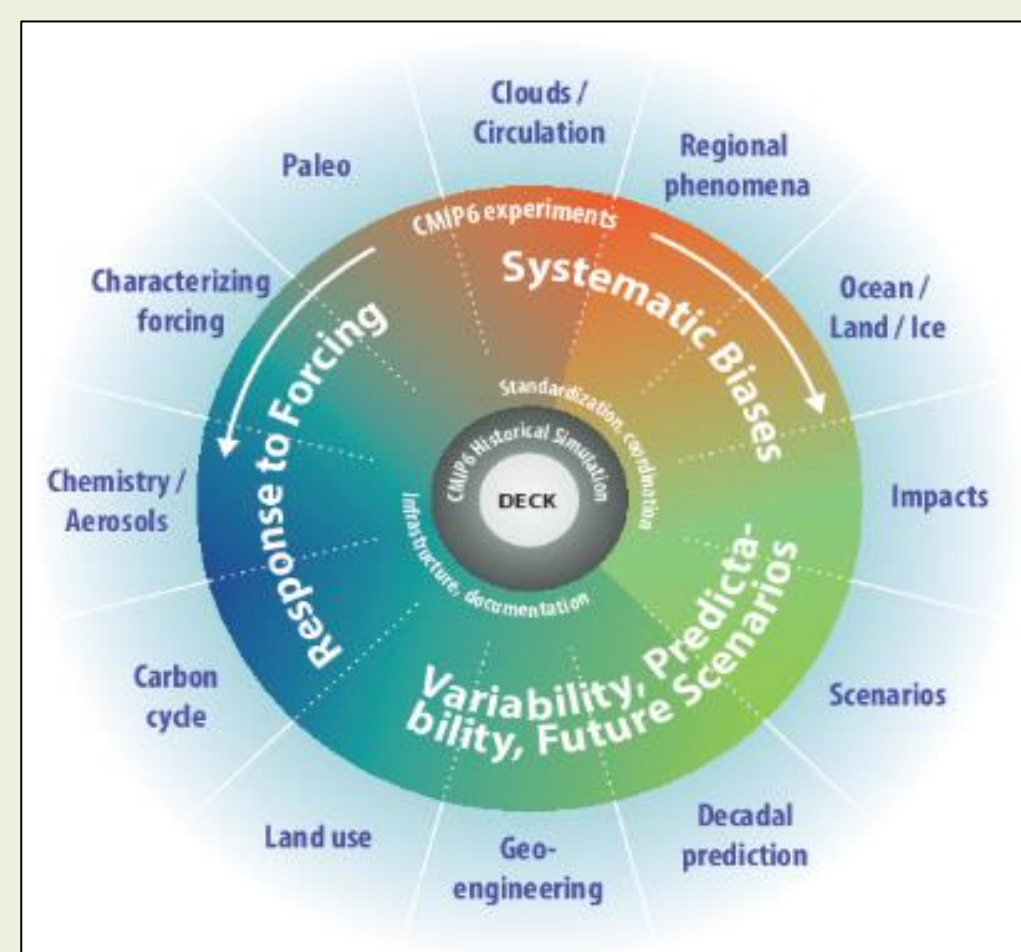 Clouds /
Circulation
Regional
phenomena
Ocean /
Land / Ice
Impacts
Scenarios
Decadal
prediction
Geo-
engineering
Land use
Carbon
cycle
Chemistry /
Aerosols
Characterizing
forcing
Paleo
CMIP6 experiments
Systematic Biases
Response to Forcing
Variability, Predicta-
bility, Future Scenarios
Standardization, coordination
Infrastructure, documentation
CMIP6 Historical Simulation
DECK